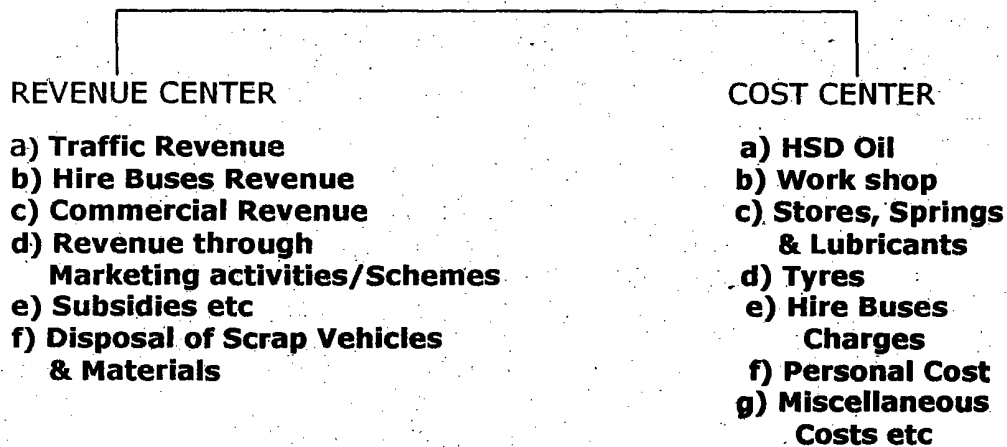 REVENUE CENTER
a) Traffic Revenue
b) Hire Buses Revenue
c) Commercial Revenue
d) Revenue through
Marketing activities/Schemes
e) Subsidies etc
f) Disposal of Scrap Vehicles
& Materials
COST CENTER
a) HSD Oil
b) Work shop
c) Stores, Springs
& Lubricants
d) Tyres
e) Hire Buses
Charges
f) Personal Cost
g) Miscellaneous
Costs etc